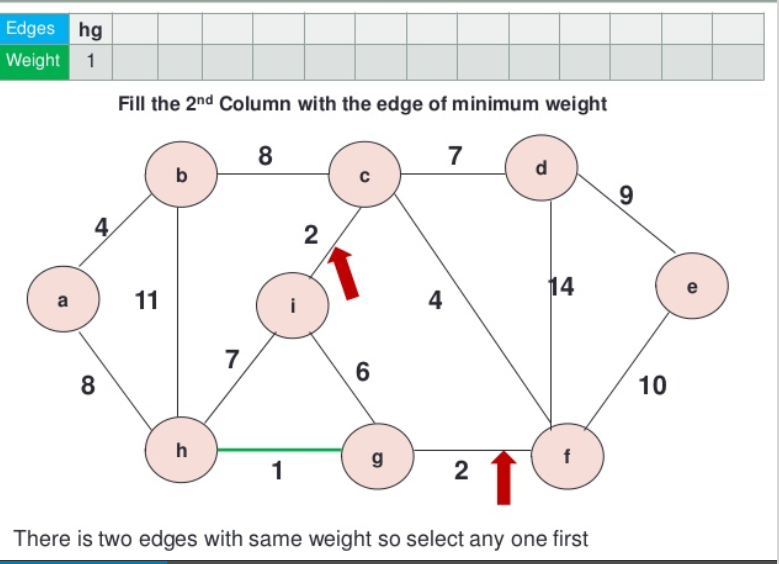 Edges hg
Weight 1
Fill the 2nd Column with the edge of minimum weight
b 8 c 7 d
4 2 9
a 11 i 4 14 e
8 7 6 10
h 1 g 2 f
There is two edges with same weight so select any one first